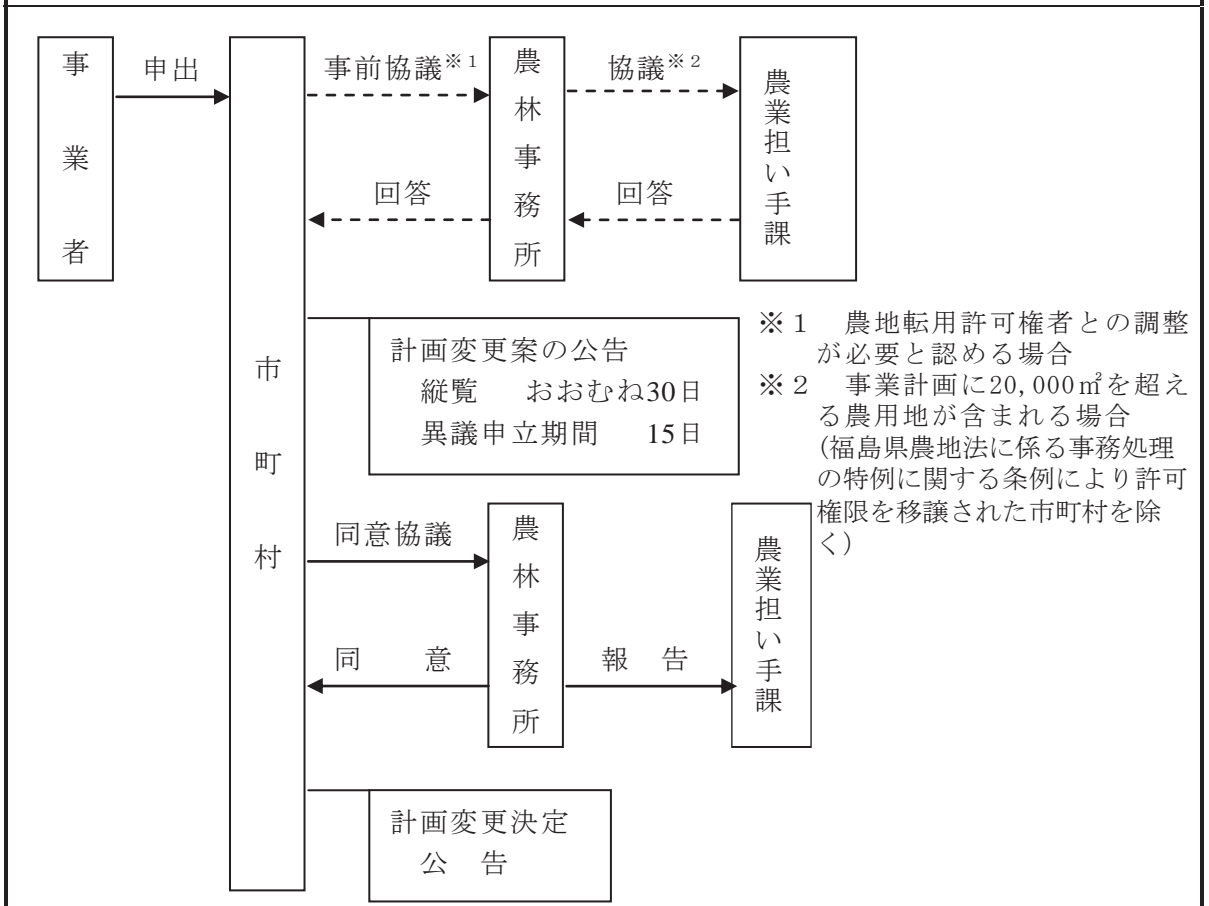 事業者
申出
市町村
事前協議※1
農林事務所
協議※2
農業担い手課
回答
回答
計画変更案の公告
縦覧 おおむね30日
異議申立期間 15日
※1 農地転用許可権者との調整
が必要と認める場合
※2 事業計画に20,000㎡を超え
る農用地が含まれる場合
(福島県農地法に係る事務処理
の特例に関する条例により許可
権限を移譲された市町村を除
く)
同意協議
農林事務所
農業担い手課
同意
報告
計画変更決定
公告